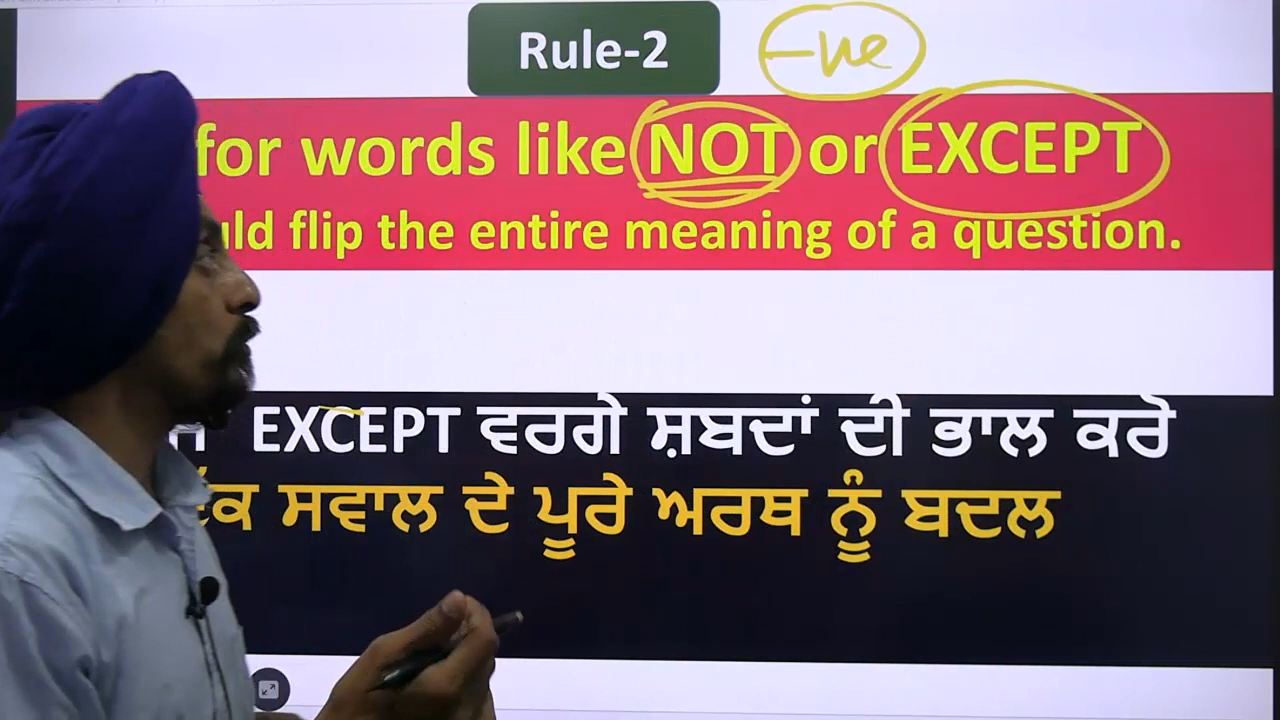 Rule-2 -ve
for words like NOT or EXCEPT
flip the entire meaning of a question.
EXCEPT ਵਰਗੇ ਸ਼ਬਦਾਂ ਦੀ ਭਾਲ ਕਰੋ
ਸਵਾਲ ਦੇ ਪੂਰੇ ਅਰਥ ਨੂੰ ਬਦਲ